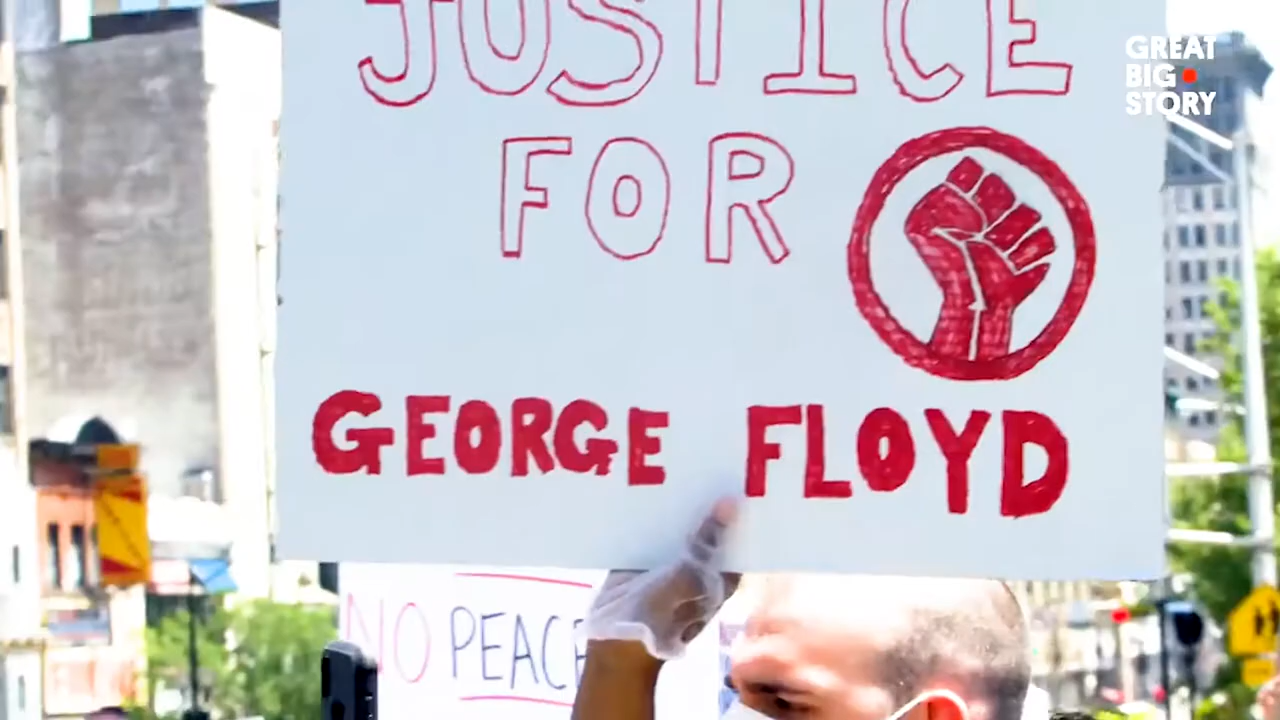 JUSTICE
FOR
GEORGE FLOYD
NO PEACE
GREAT
BIG
STORY